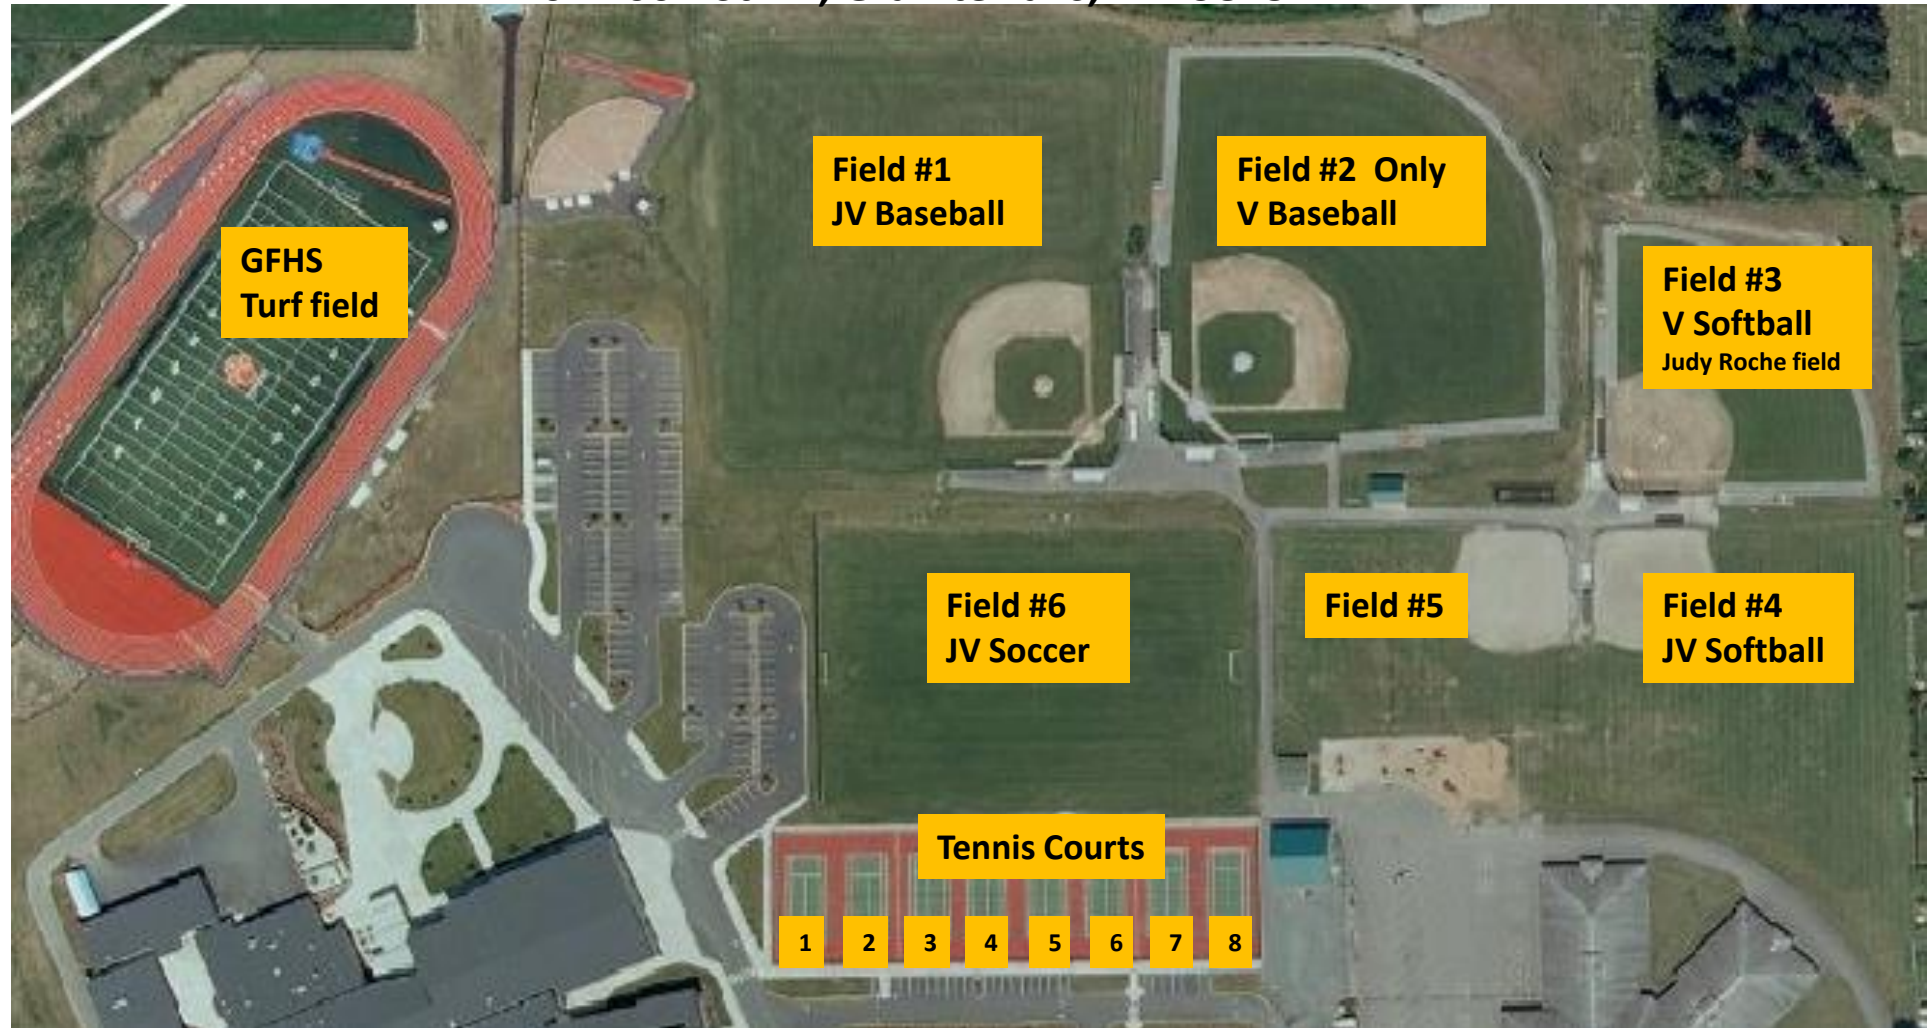 GFHS
Turf field
Field #1
JV Baseball
Field #2 Only
V Baseball
Field #3
V Softball
Judy Roche field
Field #6
JV Soccer
Field #5
Field #4
JV Softball
Tennis Courts
1 2 3 4 5 6 7 8